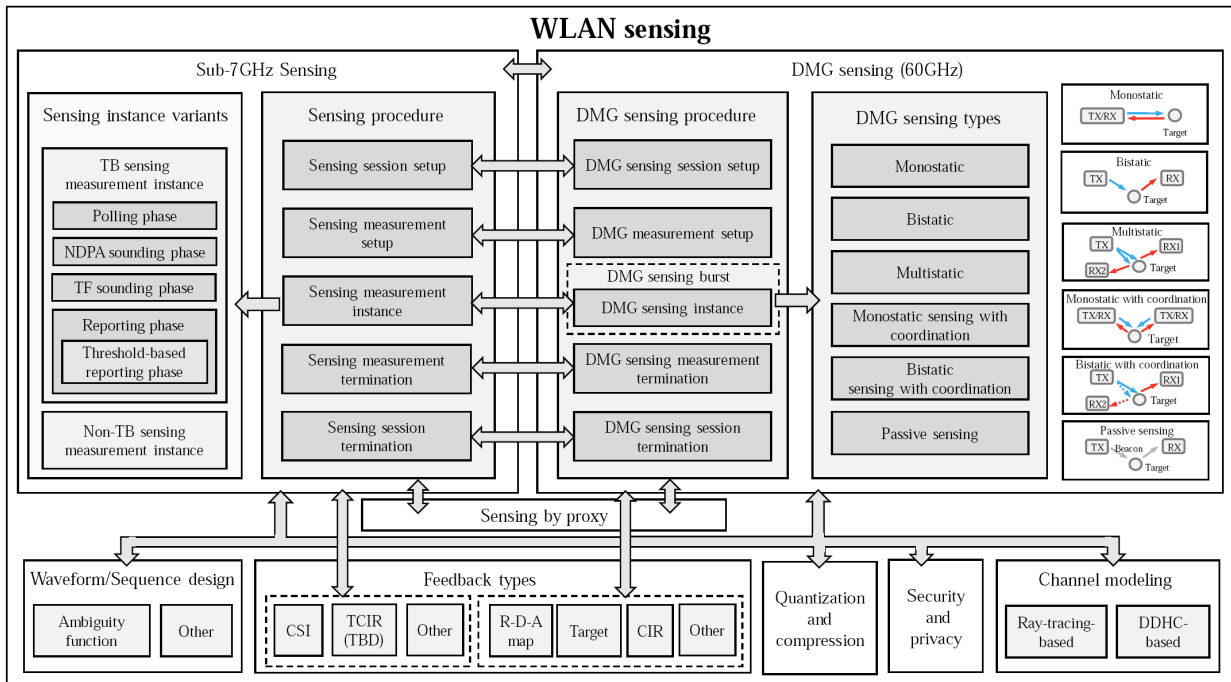 WLAN sensing
Sub-7GHz Sensing
Sensing instance variants
TB sensing
measurement instance
Polling phase
NDPA sounding phase
TF sounding phase
Reporting phase
Threshold-based
reporting phase
Non-TB sensing
measurement instance
Sensing procedure
Sensing session setup
Sensing measurement
setup
Sensing measurement
instance
Sensing measurement
termination
Sensing session
termination
DMG sensing (60GHz)
DMG sensing procedure
DMG sensing session setup
DMG measurement setup
DMG sensing burst
DMG sensing instance
DMG sensing measurement
termination
DMG sensing session
termination
DMG sensing types
Monostatic
Bistatic
Multistatic
Monostatic sensing with
coordination
Bistatic
sensing with coordination
Passive sensing
Monostatic
TX/RX
Target
Bistatic
TX
RX
Target
Multistatic
TX
RX1
RX2
Target
Monostatic with coordination
TX/RX
TX/RX
Target
Bistatic with coordination
TX
RX1
RX2
Target
Passive sensing
TX
Beacon
RX
Target
Sensing by proxy
Waveform/Sequence design
Ambiguity
function
Other
Feedback types
CSI
TCIR
(TBD)
Other
R-D-A
map
Target
CIR
Other
Quantization
and
compression
Security
and
privacy
Channel modeling
Ray-tracing-
based
DDHC-
based